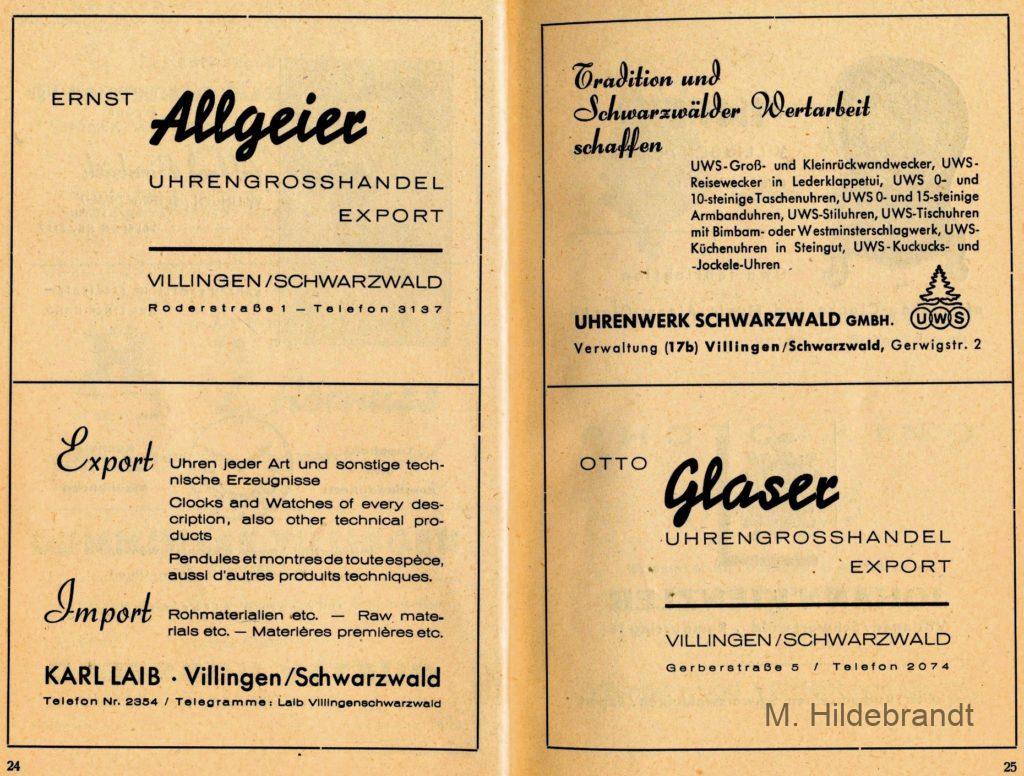 ERNST Allgeier
UHRENGROSSHANDEL
EXPORT
VILLINGEN/SCHWARZWALD
Roderstraße 1 – Telefon 3137
Export Uhren jeder Art und sonstige tech-
nische Erzeugnisse
Clocks and Watches of every des-
cription, also other technical pro-
ducts
Pendules et montres de toute espèce,
aussi d'autres produits techniques.
Import Rohmaterialien etc. — Raw mate-
rials etc. — Materières premières etc.
KARL LAIB · Villingen/Schwarzwald
Telefon Nr. 2354 / Telegramme: Laib Villingenschwarzwald
24
Tradition und
Schwarzwälder Wertarbeit
schaffen
UWS-Groß- und Kleinrückwandwecker, UWS-
Reisewecker in Lederklappetui, UWS 0- und
10-steinige Taschenuhren, UWS 0- und 15-steinige
Armbanduhren, UWS-Stiluhren, UWS-Tischuhren
mit Bimbam- oder Westminsterschlagwerk, UWS-
Küchenuhren in Steingut, UWS-Kuckucks- und
-Jockele-Uhren
UWS
UHRENWERK SCHWARZWALD GMBH.
Verwaltung (17b) Villingen/Schwarzwald, Gerwigstr. 2
OTTO Glaser
UHRENGROSSHANDEL
EXPORT
VILLINGEN/SCHWARZWALD
Gerberstraße 5 / Telefon 2074
M. Hildebrandt
25